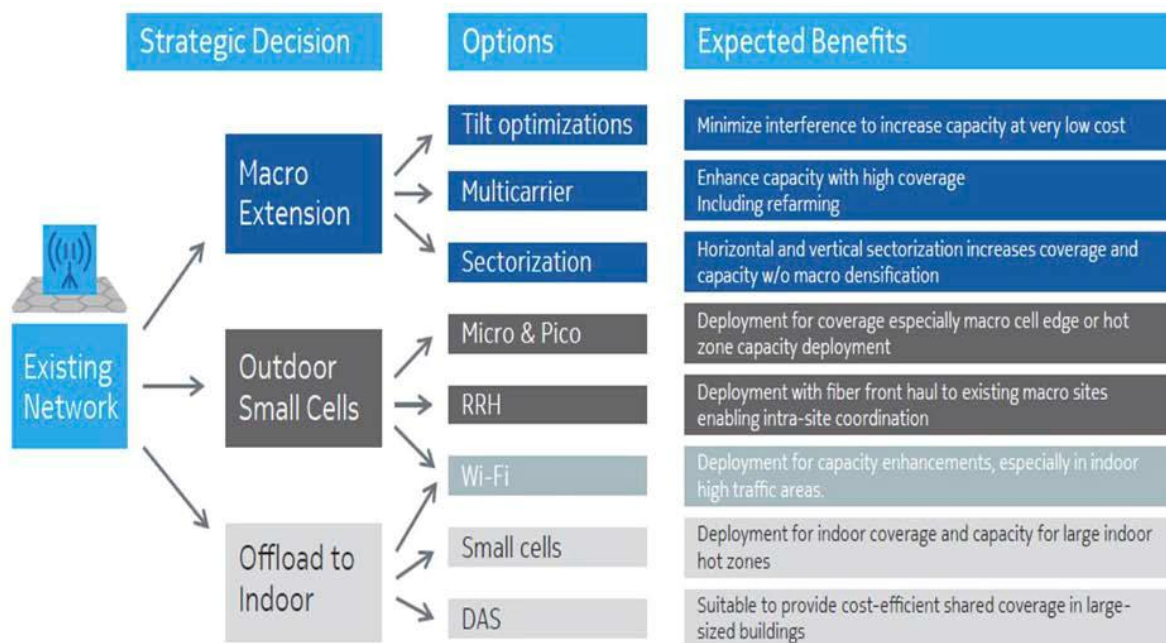 Strategic Decision
Options
Expected Benefits
Existing
Network
Macro
Extension
Tilt optimizations
Minimize interference to increase capacity at very low cost
Multicarrier
Enhance capacity with high coverage
Including refarming
Sectorization
Horizontal and vertical sectorization increases coverage and
capacity w/o macro densification
Outdoor
Small Cells
Micro & Pico
Deployment for coverage especially macro cell edge or hot
zone capacity deployment
RRH
Deployment with fiber front haul to existing macro sites
enabling intra-site coordination
Wi-Fi
Deployment for capacity enhancements, especially in indoor
high traffic areas.
Offload to
Indoor
Small cells
Deployment for indoor coverage and capacity for large indoor
hot zones
DAS
Suitable to provide cost-efficient shared coverage in large-
sized buildings